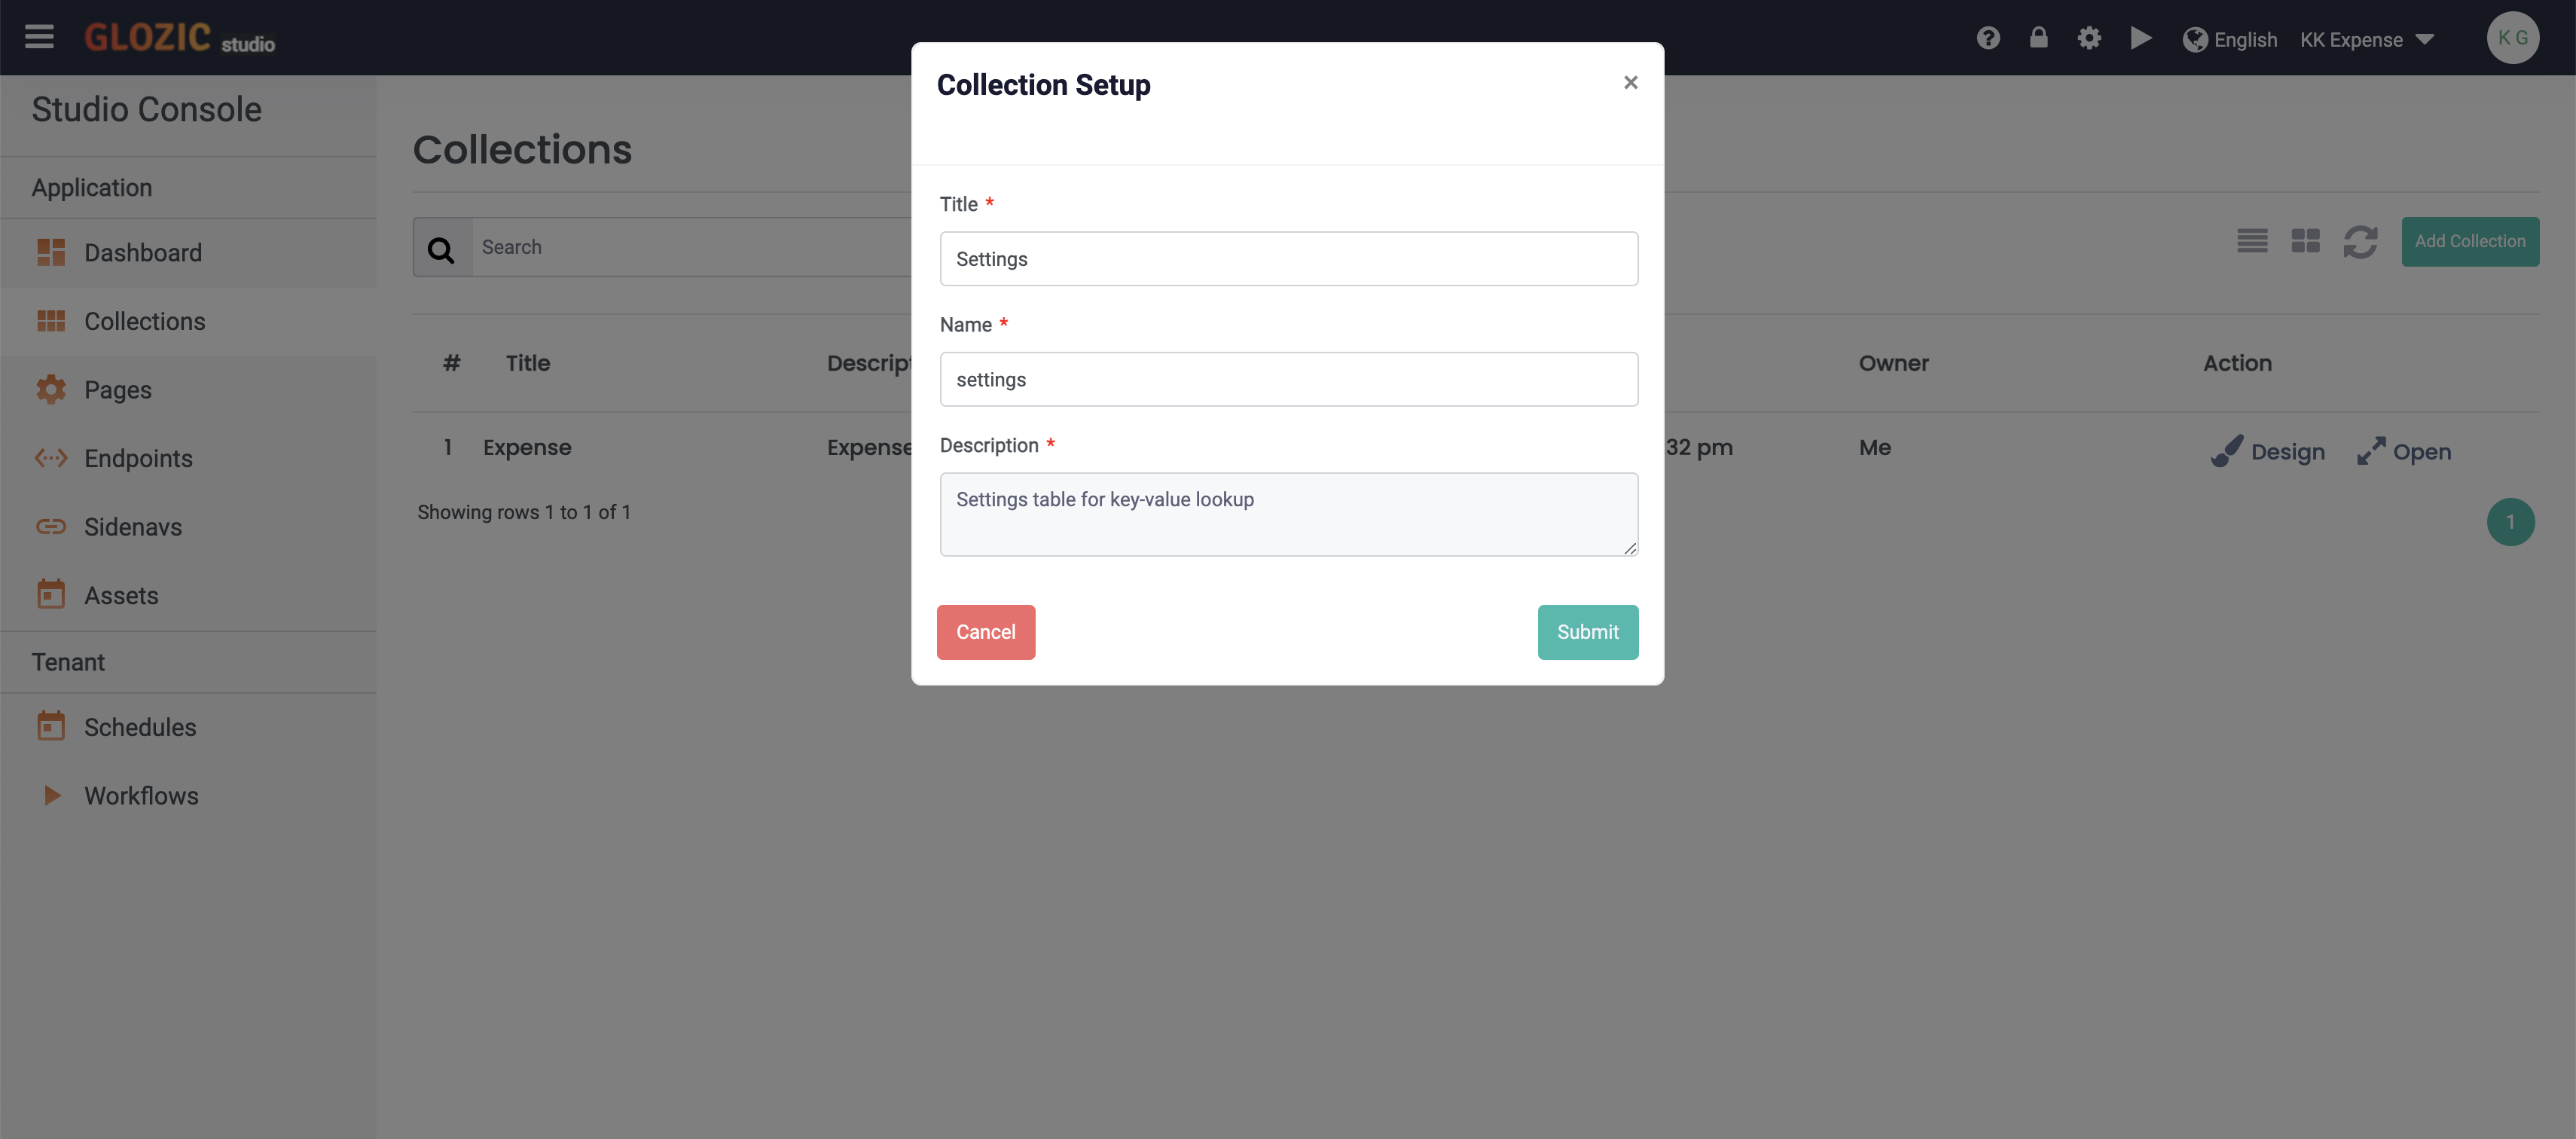 GLOZIC studio
English
KK Expense
K G
Studio Console
Application
Dashboard
Collections
Pages
Endpoints
Sidenavs
Assets
Tenant
Schedules
Workflows
Collections
Search
Add Collection
# Title Owner Action
1 Expense Expense 32 pm Me Design Open
Showing rows 1 to 1 of 1
1
Collection Setup
×
Title *
Settings
Name *
settings
Description *
Settings table for key-value lookup
Cancel
Submit